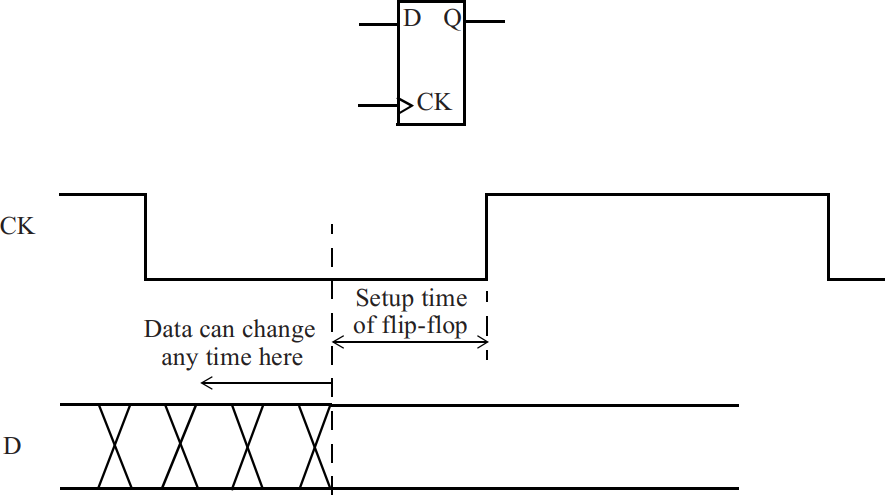 D Q
CK
CK
Setup time
of flip-flop
Data can change
any time here
D